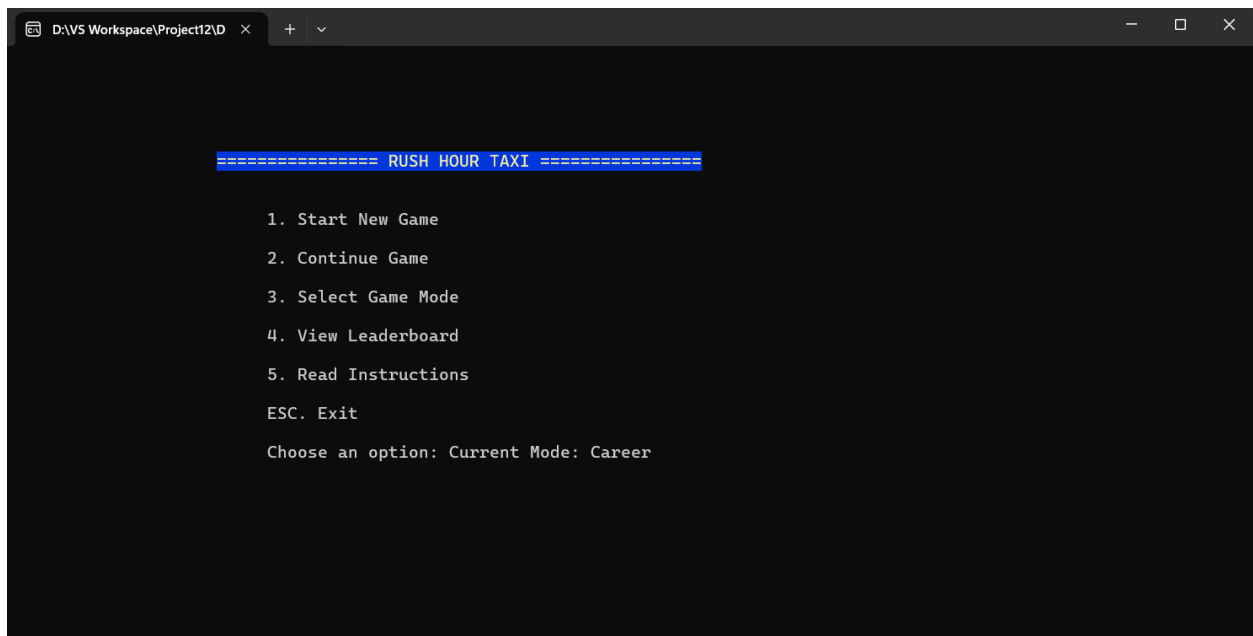 D:\VS Workspace\Project12\D
================ RUSH HOUR TAXI ================
1. Start New Game
2. Continue Game
3. Select Game Mode
4. View Leaderboard
5. Read Instructions
ESC. Exit
Choose an option: Current Mode: Career